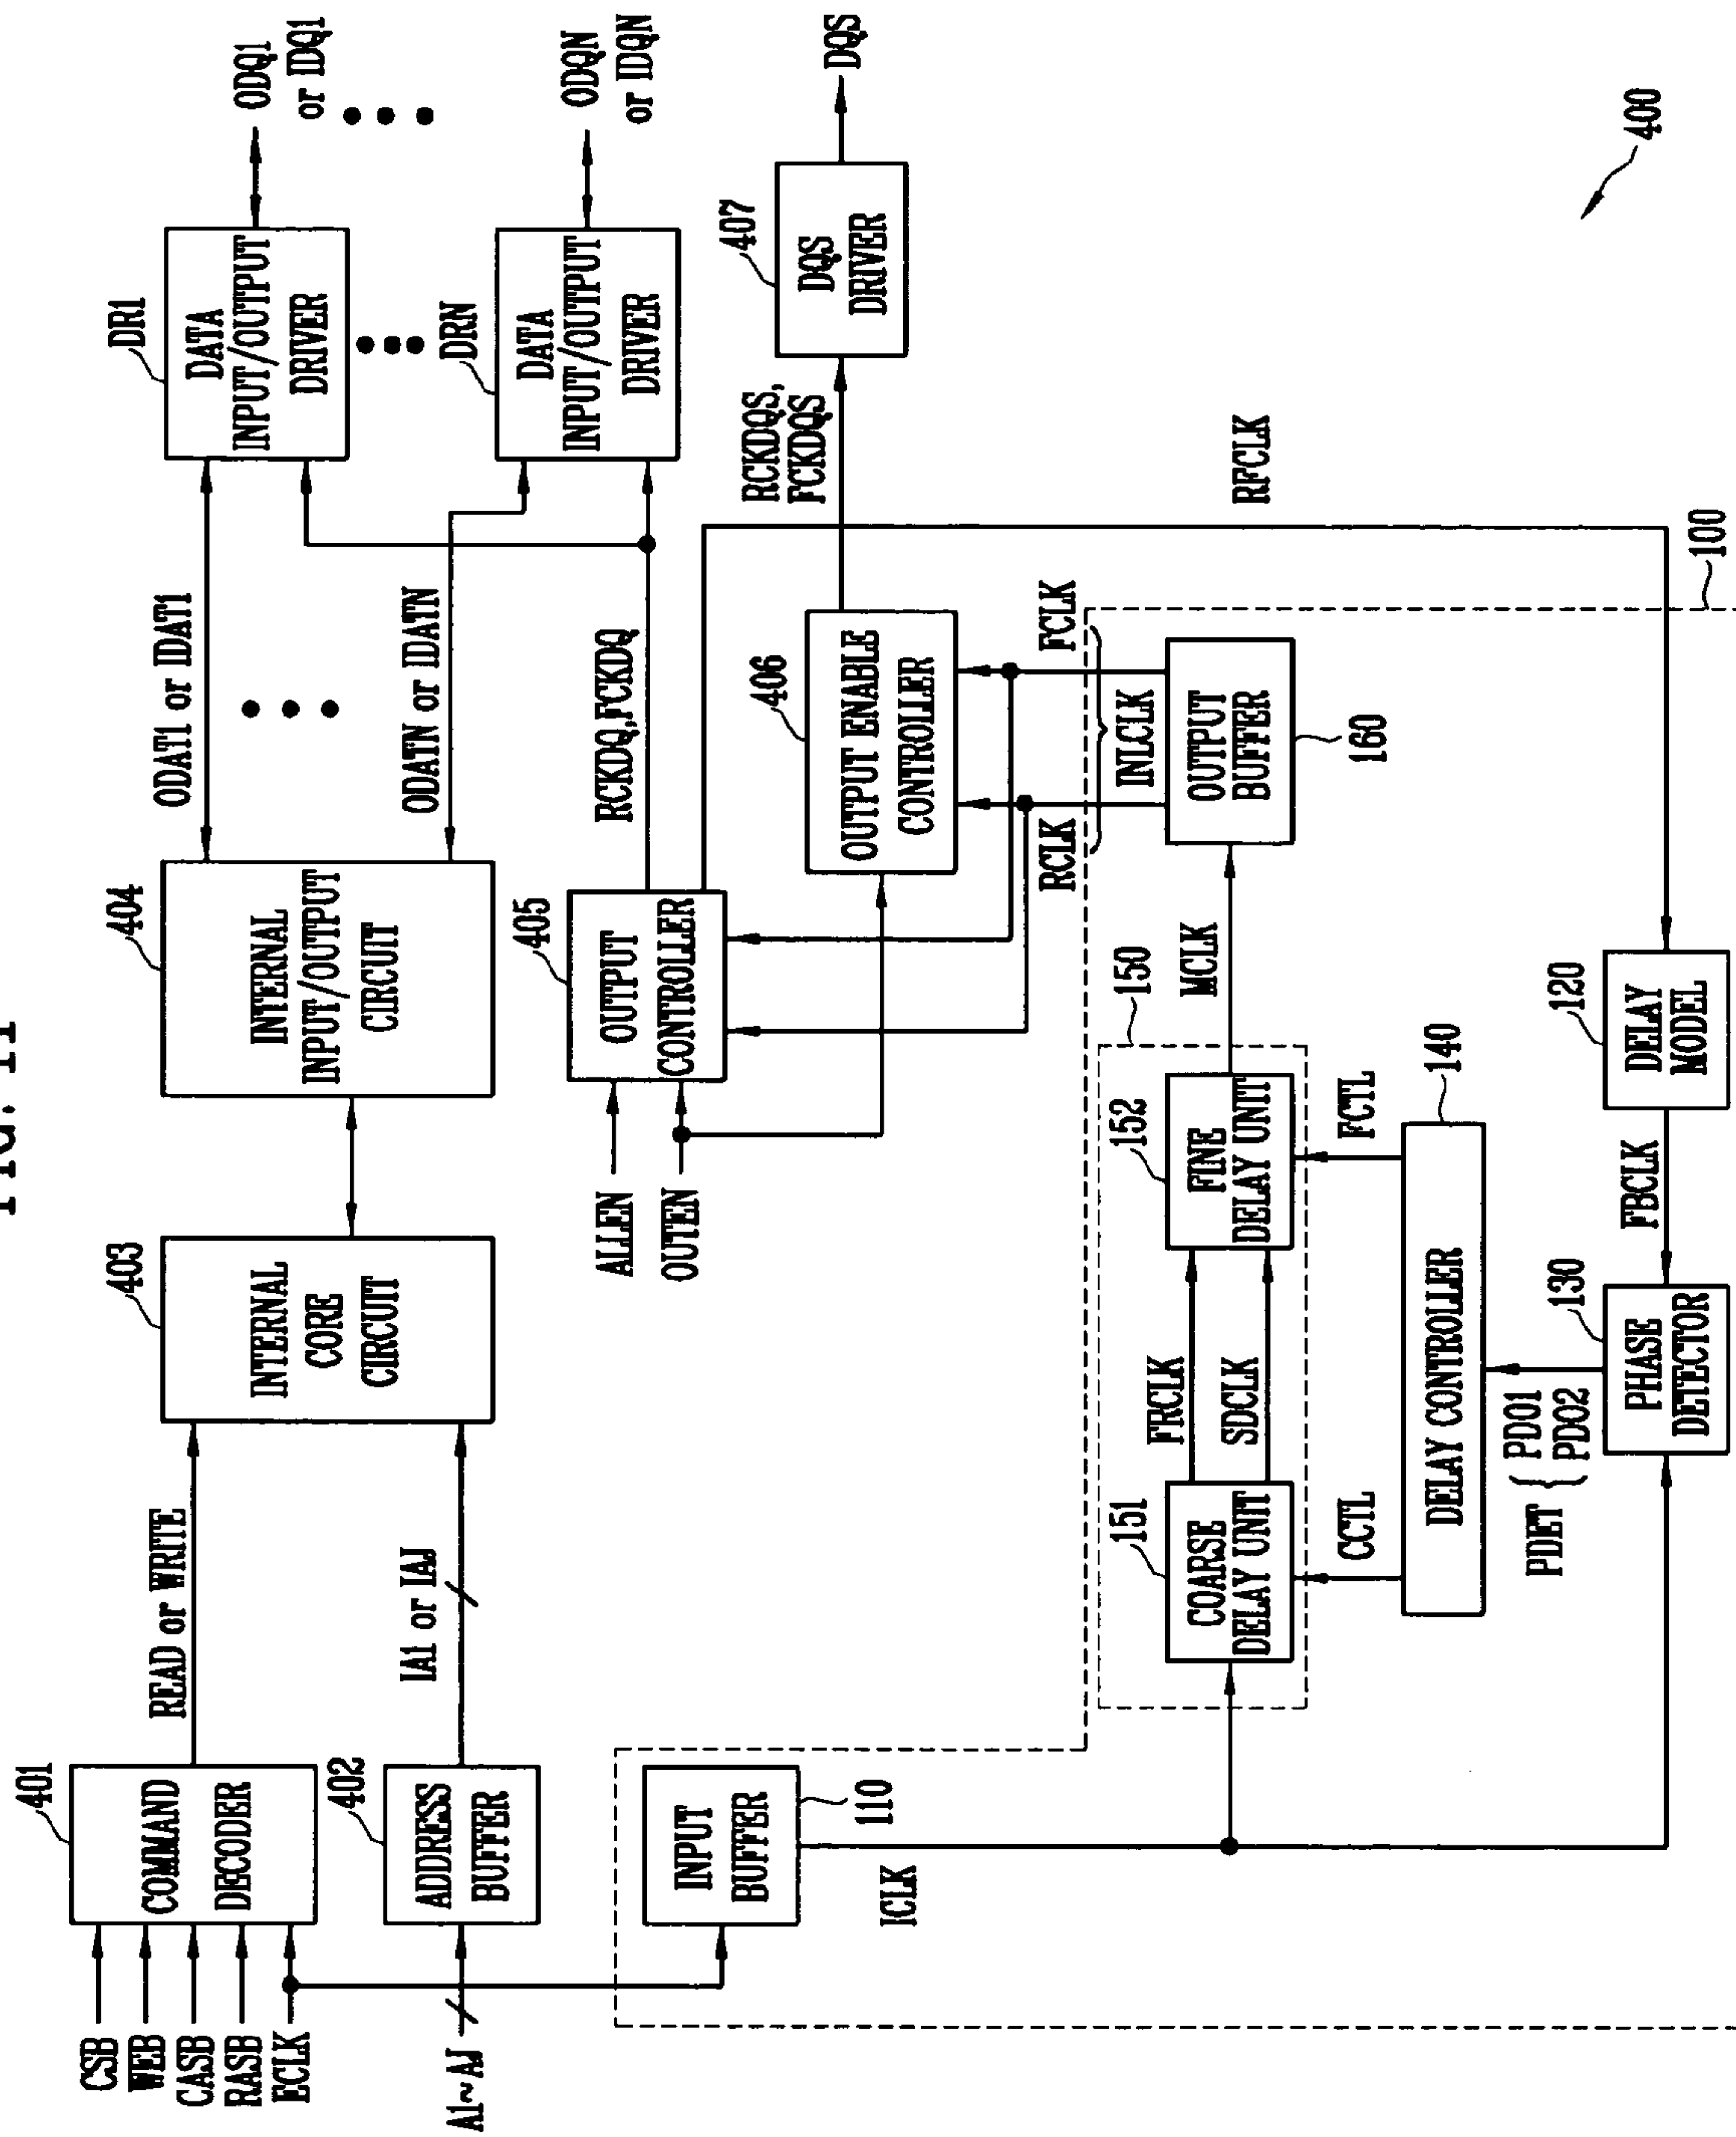 FIG. 11
CSB
WEB
CASB
RASB
ECLK
A1~AJ
401
COMMAND
DECODER
402
ADDRESS
BUFFER
READ or WRITE
IA1 or IAJ
403
INTERNAL
CORE
CIRCUIT
404
INTERNAL
INPUT/OUTPUT
CIRCUIT
ODAT1 or IDAT1
ODATN or IDATN
DR1
DATA
INPUT/OUTPUT
DRIVER
DRN
DATA
INPUT/OUTPUT
DRIVER
ODQ1
or IDQ1
ODQN
or IDQN
ALLEN
OUTEN
405
OUTPUT
CONTROLLER
RCKDQ,FCKDQ
406
OUTPUT ENABLE
CONTROLLER
RCKDQS,
FCKDQS
407
DQS
DRIVER
DQS
INPUT
BUFFER
110
ICLK
RCLK
INLCLK
FCLK
RFCLK
150
151
COARSE
DELAY UNIT
FRCLK
SDCLK
152
FINE
DELAY UNIT
MCLK
OUTPUT
BUFFER
160
CCTL
FCTL
140
DELAY CONTROLLER
PDET { PDO1
PDO2
130
PHASE
DETECTOR
FBCLK
120
DELAY
MODEL
100
400